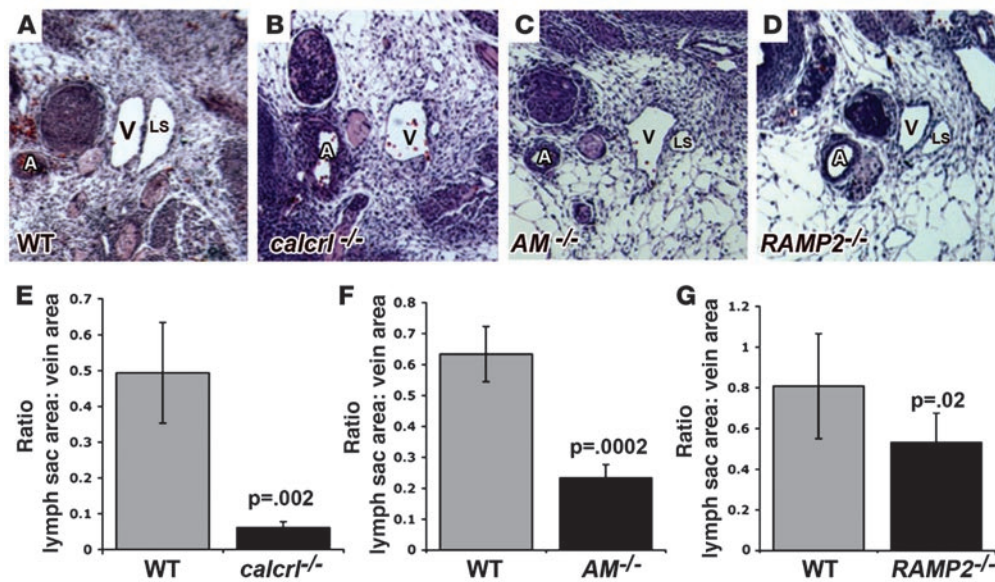 A
B
C
D
V
LS
A
WT
V
A
calcrl -/-
V
LS
A
AM -/-
V
LS
A
RAMP2-/-
E
Ratio
lymph sac area: vein area
0.7
0.6
0.5
0.4
0.3
0.2
0.1
0
p=.002
WT
calcrl-/-
F
Ratio
lymph sac area: vein area
0.8
0.7
0.6
0.5
0.4
0.3
0.2
0.1
0
p=.0002
WT
AM-/-
G
Ratio
lymph sac area: vein area
1.2
1
0.8
0.6
0.4
0.2
0
p=.02
WT
RAMP2-/-